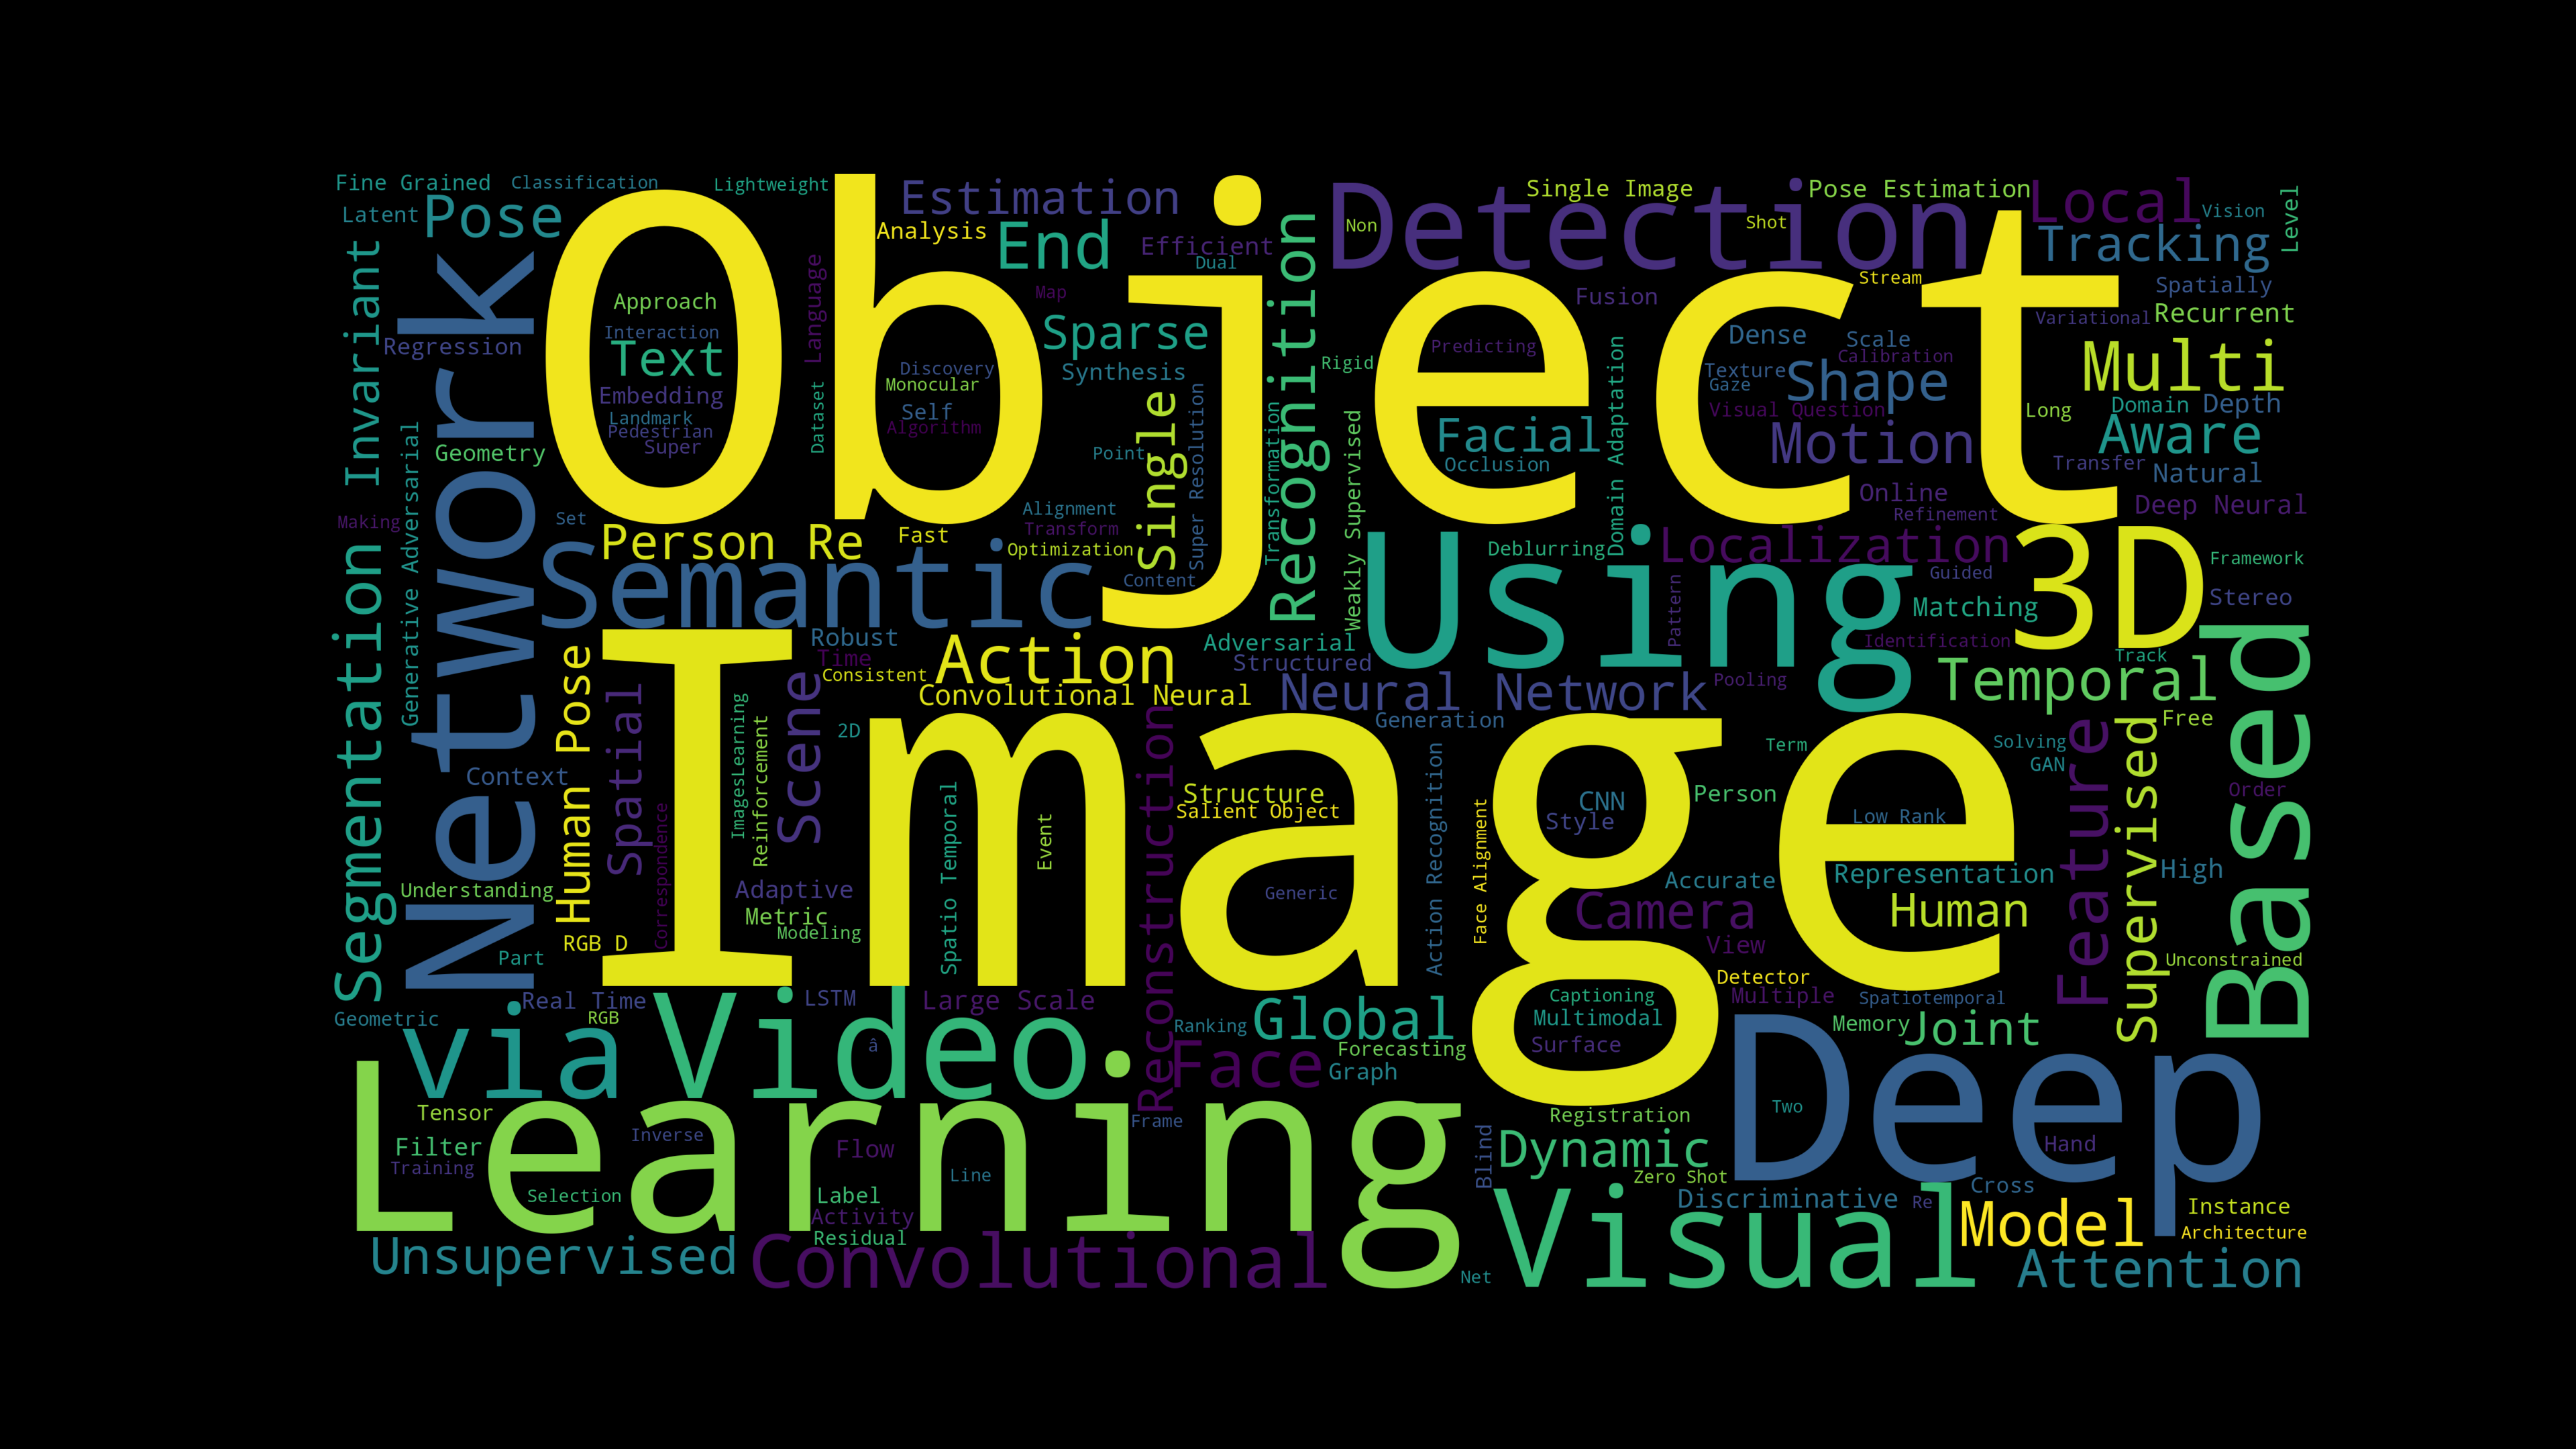 Fine Grained
Classification
Lightweight
Estimation
Detection
Single Image
Pose Estimation
Local
Vision
Level
Latent
Pose
Object
Analysis
End
Efficient
Dual
Non
Shot
Tracking
Invariant
Network
Regression
Approach
Interaction
Text
Embedding
Landmark
Pedestrian
Super
Language
Dataset
Discovery
Monocular
Self
Algorithm
Map
Sparse
Synthesis
Point
Single
Super Resolution
Recognition
Transformation
Rigid
Weakly Supervised
Predicting
Fusion
Stream
Dense
Scale
Calibration
Texture
Gaze
Shape
Visual Question
Motion
Facial
Occlusion
Domain Adaptation
Spatially
Variational
Recurrent
Multi
Long
Domain
Depth
Aware
Transfer
Natural
Geometry
Generative Adversarial
Making
Set
Alignment
Transform
Optimization
Online
Refinement
Deep Neural
Person Re
Fast
Semantic
Content
Using
Deblurring
Localization
Guided
Pattern
Matching
Identification
3D
Framework
Stereo
Segmentation
Human Pose
Spatial
Robust
Time
Consistent
Action
Convolutional Neural
Adversarial
Structured
Neural Network
Pooling
Generation
Temporal
Track
Based
Free
Image
Scene
2D
ImagesLearning
Reinforcement
Correspondence
Context
Understanding
Part
RGB D
Adaptive
Metric
Modeling
Spatio Temporal
Event
Reconstruction
Structure
Salient Object
Generic
Action Recognition
Face Alignment
CNN
Style
Person
Term
Solving
GAN
Low Rank
Feature
Supervised
Order
High
Accurate
Representation
Camera
Human
View
Detector
Multiple
Unconstrained
Geometric
Real Time
RGB
via
Video
LSTM
â
Large Scale
Ranking
Global
Face
Forecasting
Graph
Captioning
Multimodal
Surface
Spatiotemporal
Memory
Joint
Deep
Learning
Tensor
Filter
Training
Inverse
Selection
Flow
Line
Label
Activity
Residual
Frame
Registration
Dynamic
Blind
Zero Shot
Two
Hand
Discriminative
Re
Cross
Instance
Architecture
Model
Visual
Unsupervised
Convolutional
Net
Attention